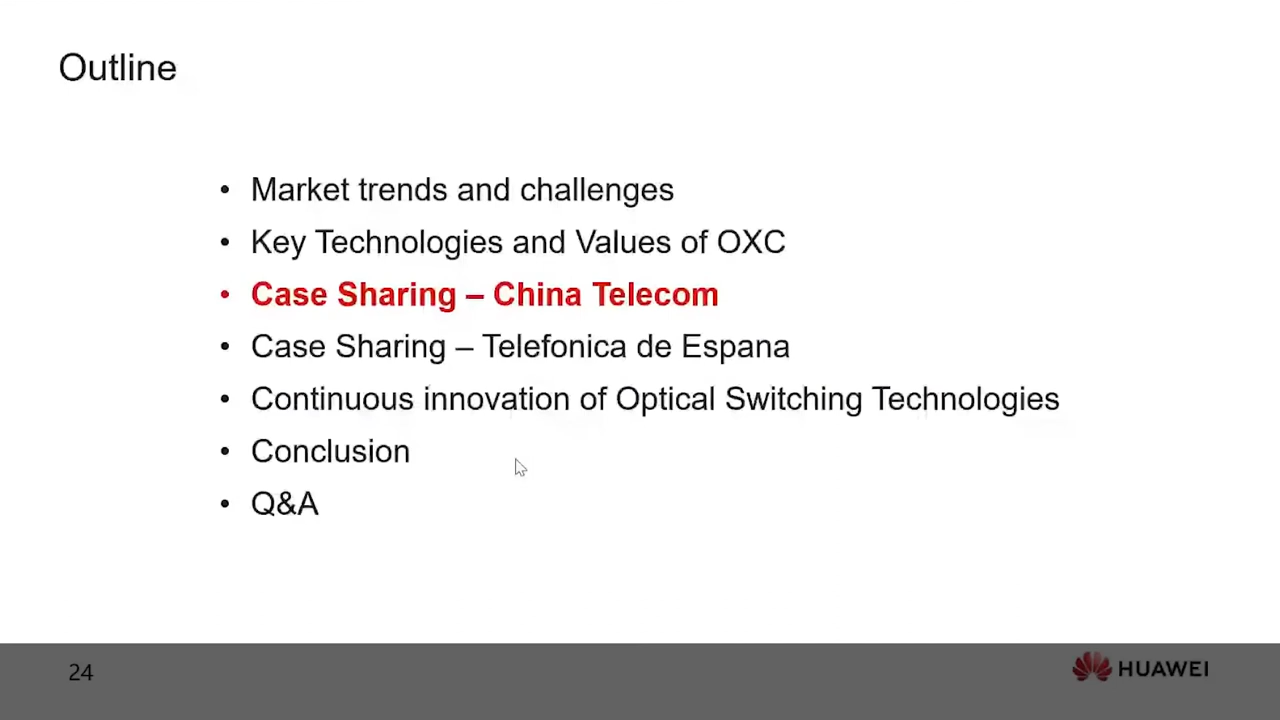 Outline
• Market trends and challenges
• Key Technologies and Values of OXC
• Case Sharing – China Telecom
• Case Sharing – Telefonica de Espana
• Continuous innovation of Optical Switching Technologies
• Conclusion
• Q&A
24
HUAWEI